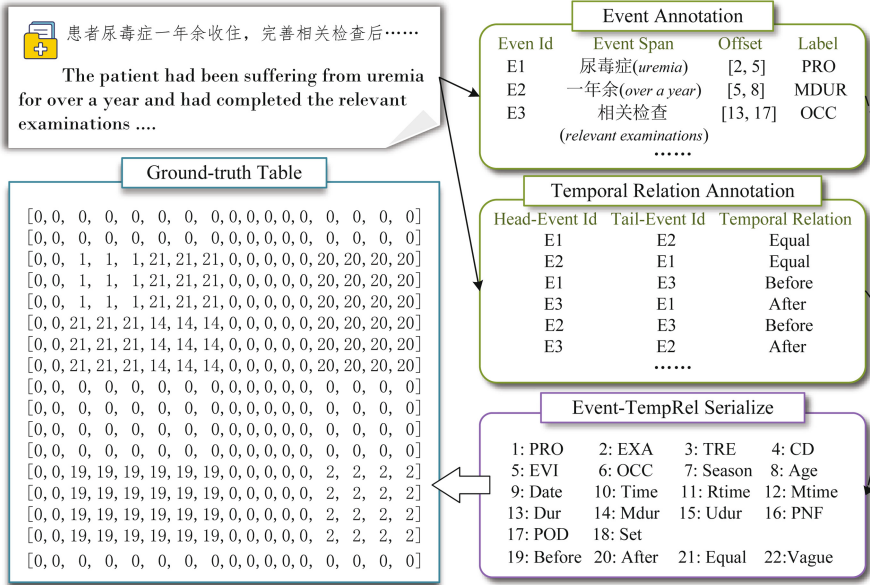 患者尿毒症一年余收住，完善相关检查后……
The patient had been suffering from uremia
for over a year and had completed the relevant
examinations ....
Event Annotation
Even Id Event Span Offset Label
E1 尿毒症(uremia) [2, 5] PRO
E2 一年余(over a year) [5, 8] MDUR
E3 相关检查 [13, 17] OCC
(relevant examinations)
……
Temporal Relation Annotation
Head-Event Id Tail-Event Id Temporal Relation
E1 E2 Equal
E2 E1 Equal
E1 E3 Before
E3 E1 After
E2 E3 Before
E3 E2 After
……
Ground-truth Table
[0,0, 0, 0, 0, 0, 0, 0,0,0,0,0,0, 0, 0, 0, 0]
[0,0, 0, 0, 0, 0, 0, 0,0,0,0,0,0, 0, 0, 0, 0]
[0,0, 1, 1, 1,21,21,21,0,0,0,0,0,20,20,20,20]
[0,0, 1, 1, 1,21,21,21,0,0,0,0,0,20,20,20,20]
[0,0, 1, 1, 1,21,21,21,0,0,0,0,0,20,20,20,20]
[0,0,21,21,21,14,14,14,0,0,0,0,0,20,20,20,20]
[0,0,21,21,21,14,14,14,0,0,0,0,0,20,20,20,20]
[0,0,21,21,21,14,14,14,0,0,0,0,0,20,20,20,20]
[0,0, 0, 0, 0, 0, 0, 0,0,0,0,0,0, 0, 0, 0, 0]
[0,0, 0, 0, 0, 0, 0, 0,0,0,0,0,0, 0, 0, 0, 0]
[0,0, 0, 0, 0, 0, 0, 0,0,0,0,0,0, 0, 0, 0, 0]
[0,0, 0, 0, 0, 0, 0, 0,0,0,0,0,0, 0, 0, 0, 0]
[0,0,19,19,19,19,19,19,0,0,0,0,0, 2, 2, 2, 2]
[0,0,19,19,19,19,19,19,0,0,0,0,0, 2, 2, 2, 2]
[0,0,19,19,19,19,19,19,0,0,0,0,0, 2, 2, 2, 2]
[0,0,19,19,19,19,19,19,0,0,0,0,0, 2, 2, 2, 2]
[0,0, 0, 0, 0, 0, 0, 0,0,0,0,0,0, 0, 0, 0, 0]
Event-TempRel Serialize
1: PRO 2: EXA 3: TRE 4: CD
5: EVI 6: OCC 7: Season 8: Age
9: Date 10: Time 11: Rtime 12: Mtime
13: Dur 14: Mdur 15: Udur 16: PNF
17: POD 18: Set
19: Before 20: After 21: Equal 22:Vague